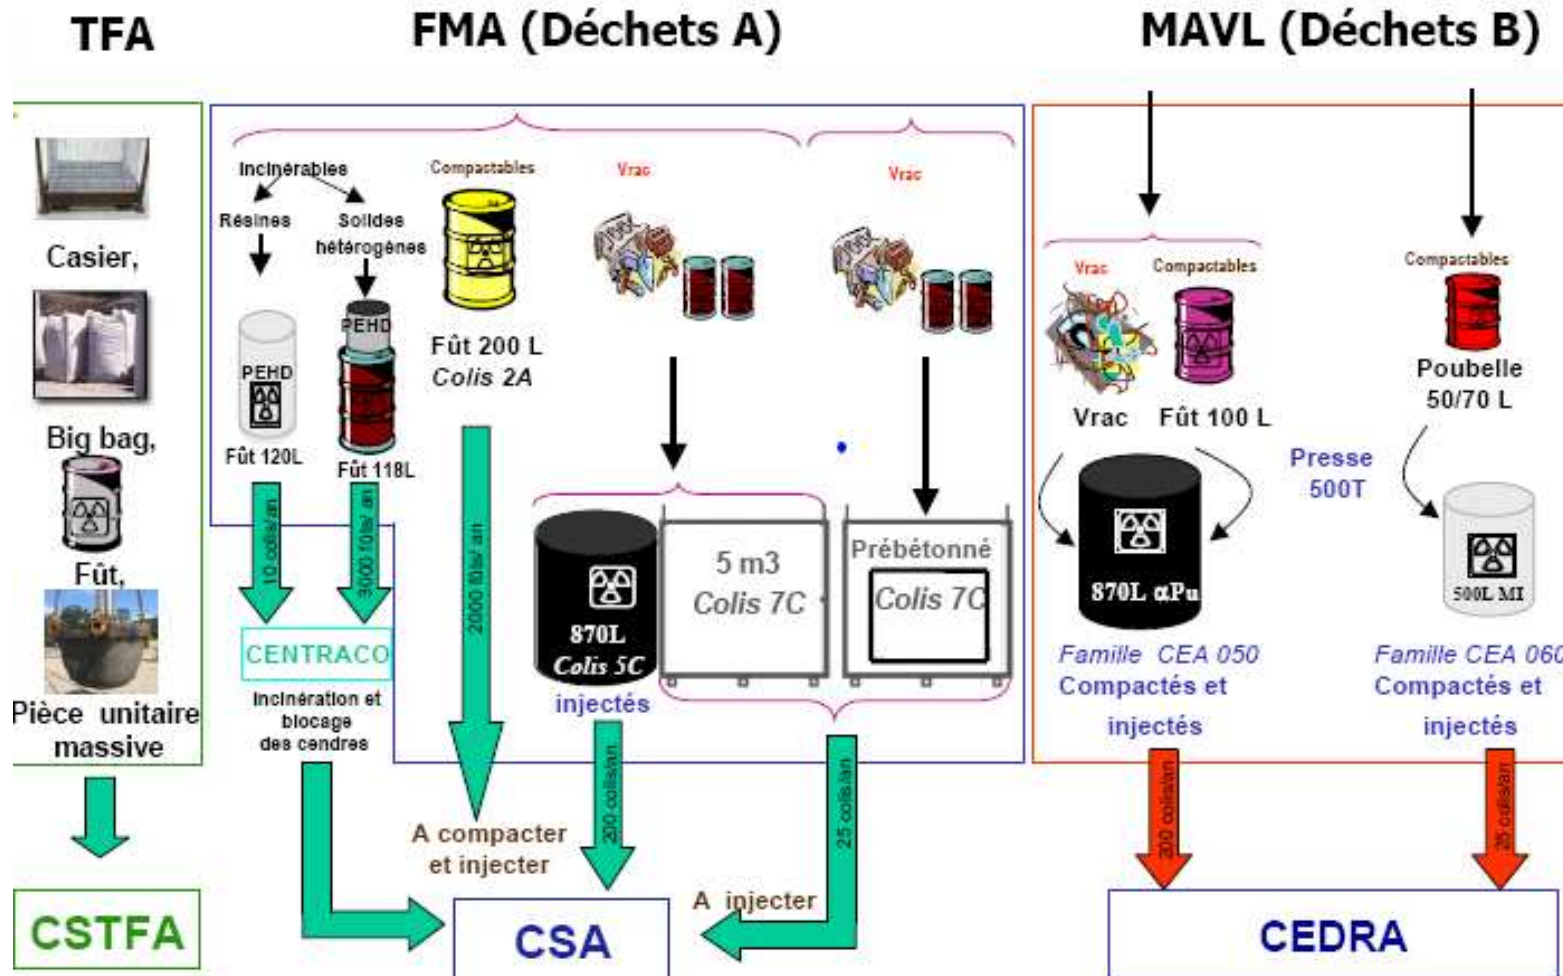 TFA
FMA (Déchets A)
MAVL (Déchets B)
Casier,
Big bag,
Fût,
Pièce unitaire
massive
CSTFA
Incinérables
Résines
Solides
hétérogènes
PEHD
Fût 120L
PEHD
Fût 118L
10 colis/an
3000 fûts/ an
CENTRACO
Incinération et
blocage
des cendres
Compactables
Fût 200 L
Colis 2A
2000 fûts/ an
A compacter
et injecter
Vrac
870L
Colis 5C
injectés
200 colis/an
5 m3
Colis 7C
Vrac
Prébétonné
Colis 7C
25 colis/an
A injecter
CSA
Vrac
Compactables
Vrac
Fût 100 L
870L αPu
Famille CEA 050
Compactés et
injectés
200 colis/an
Presse
500T
Compactables
Poubelle
50/70 L
500L MI
Famille CEA 060
Compactés et
injectés
25 colis/an
CEDRA